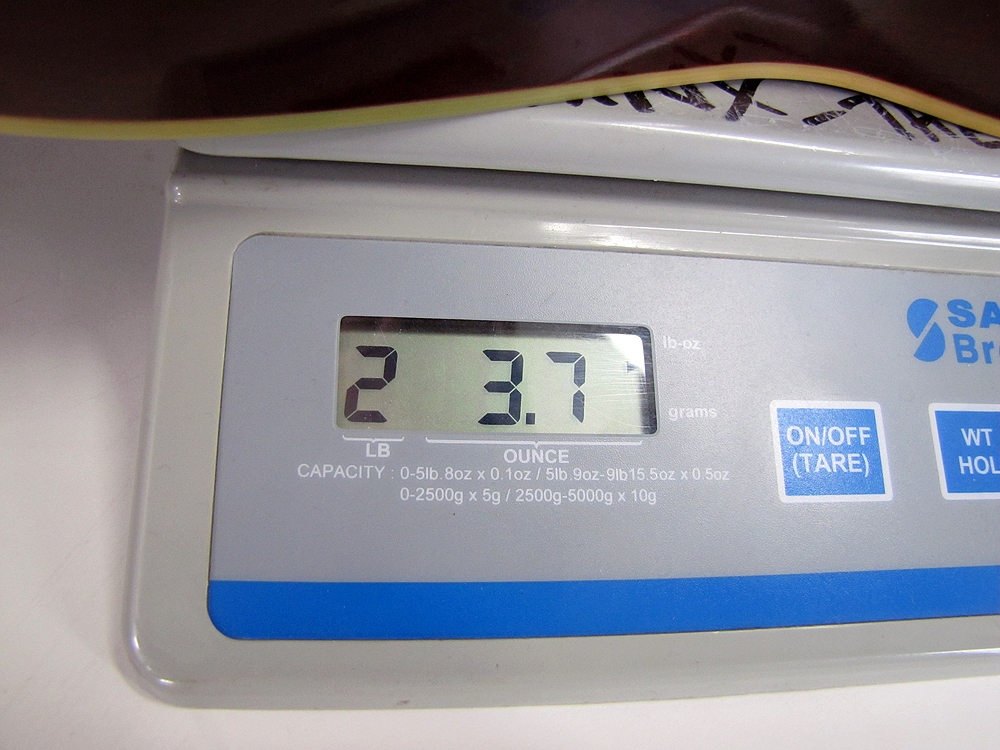 2 3.7
lb-oz
grams
LB
OUNCE
CAPACITY : 0-5lb.8oz x 0.1oz / 5lb.9oz-9lb15.5oz x 0.5oz
0-2500g x 5g / 2500g-5000g x 10g
ON/OFF
(TARE)
WT